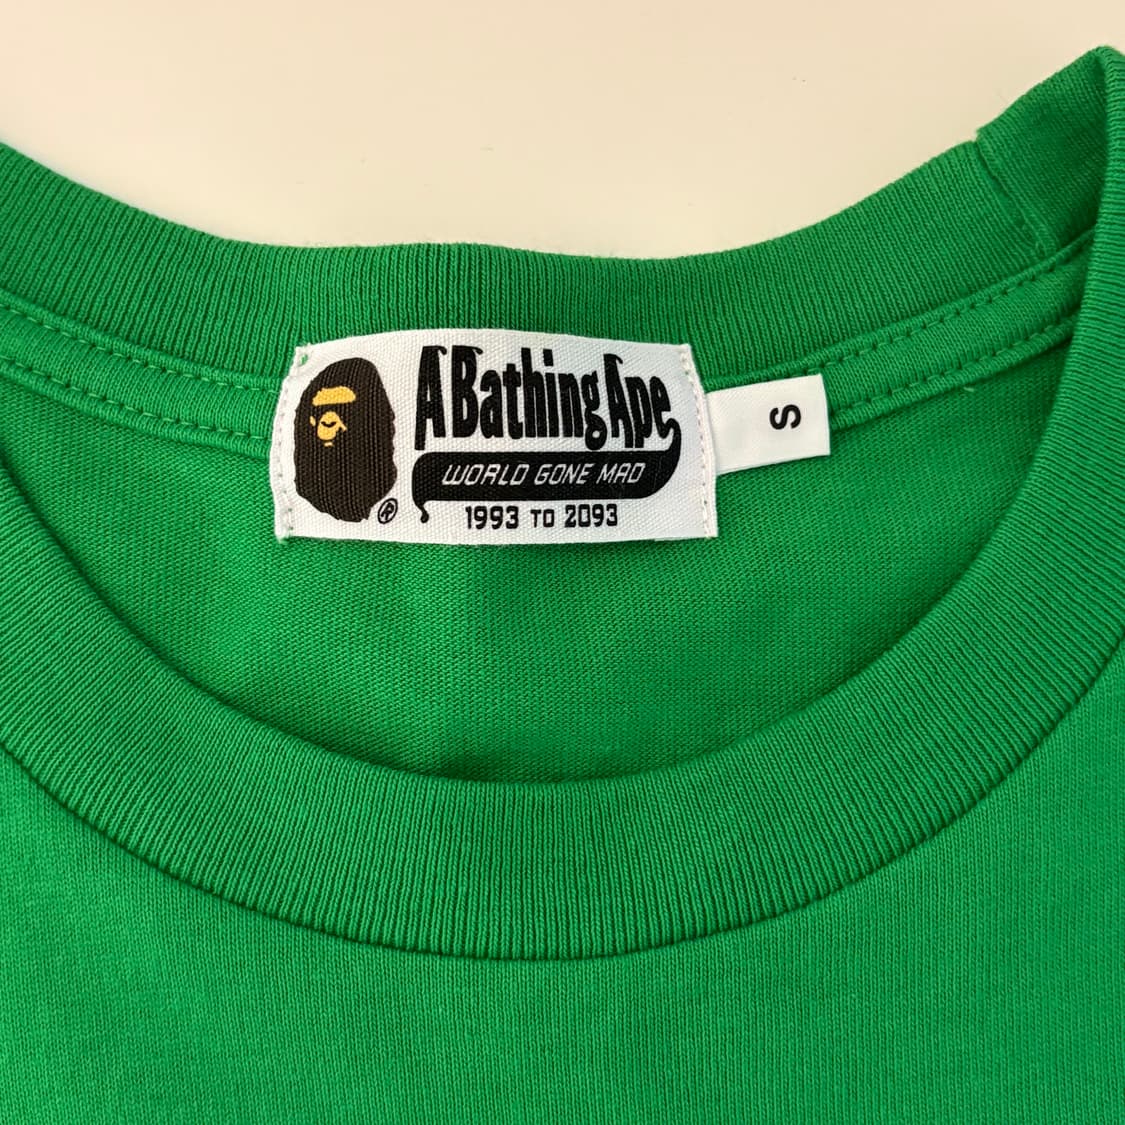 A Bathing Ape
WORLD GONE MAD
®
1993 TO 2093
S